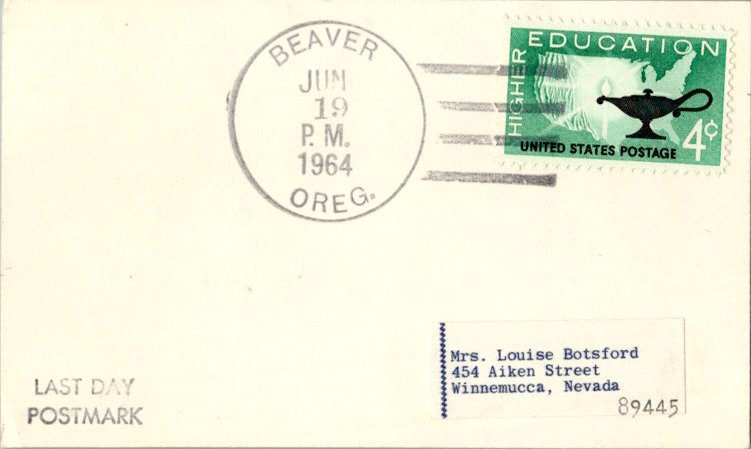 BEAVER
JUN
19
P.M.
1964
OREG.
HIGHER
EDUCATION
4¢
UNITED STATES POSTAGE
Mrs. Louise Botsford
454 Aiken Street
Winnemucca, Nevada
89445
LAST DAY
POSTMARK